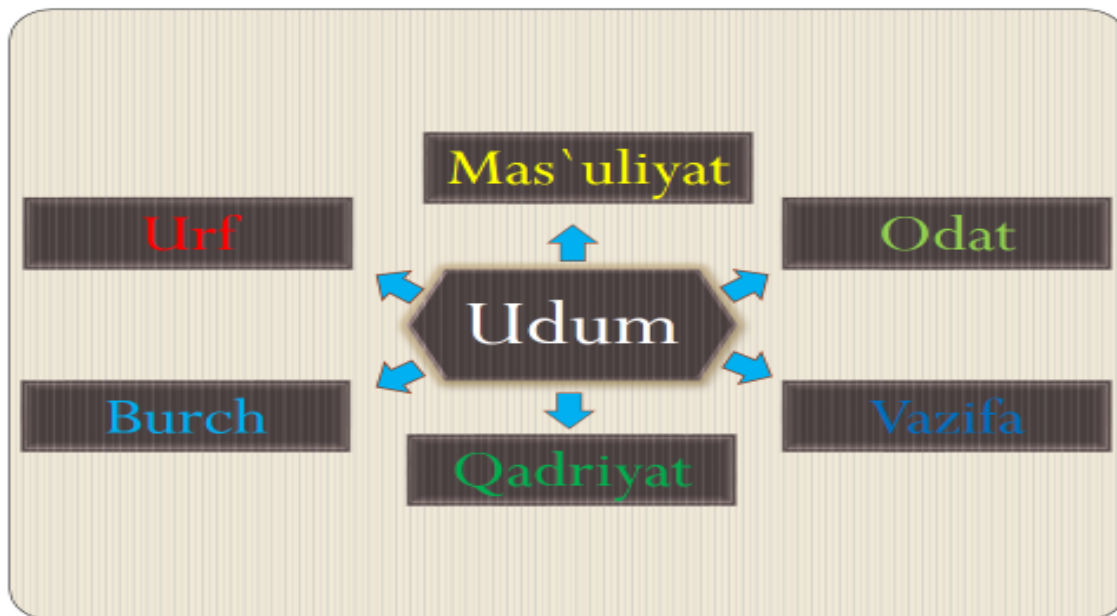 Mas`uliyat
Urf
Odat
Udum
Burch
Vazifa
Qadriyat